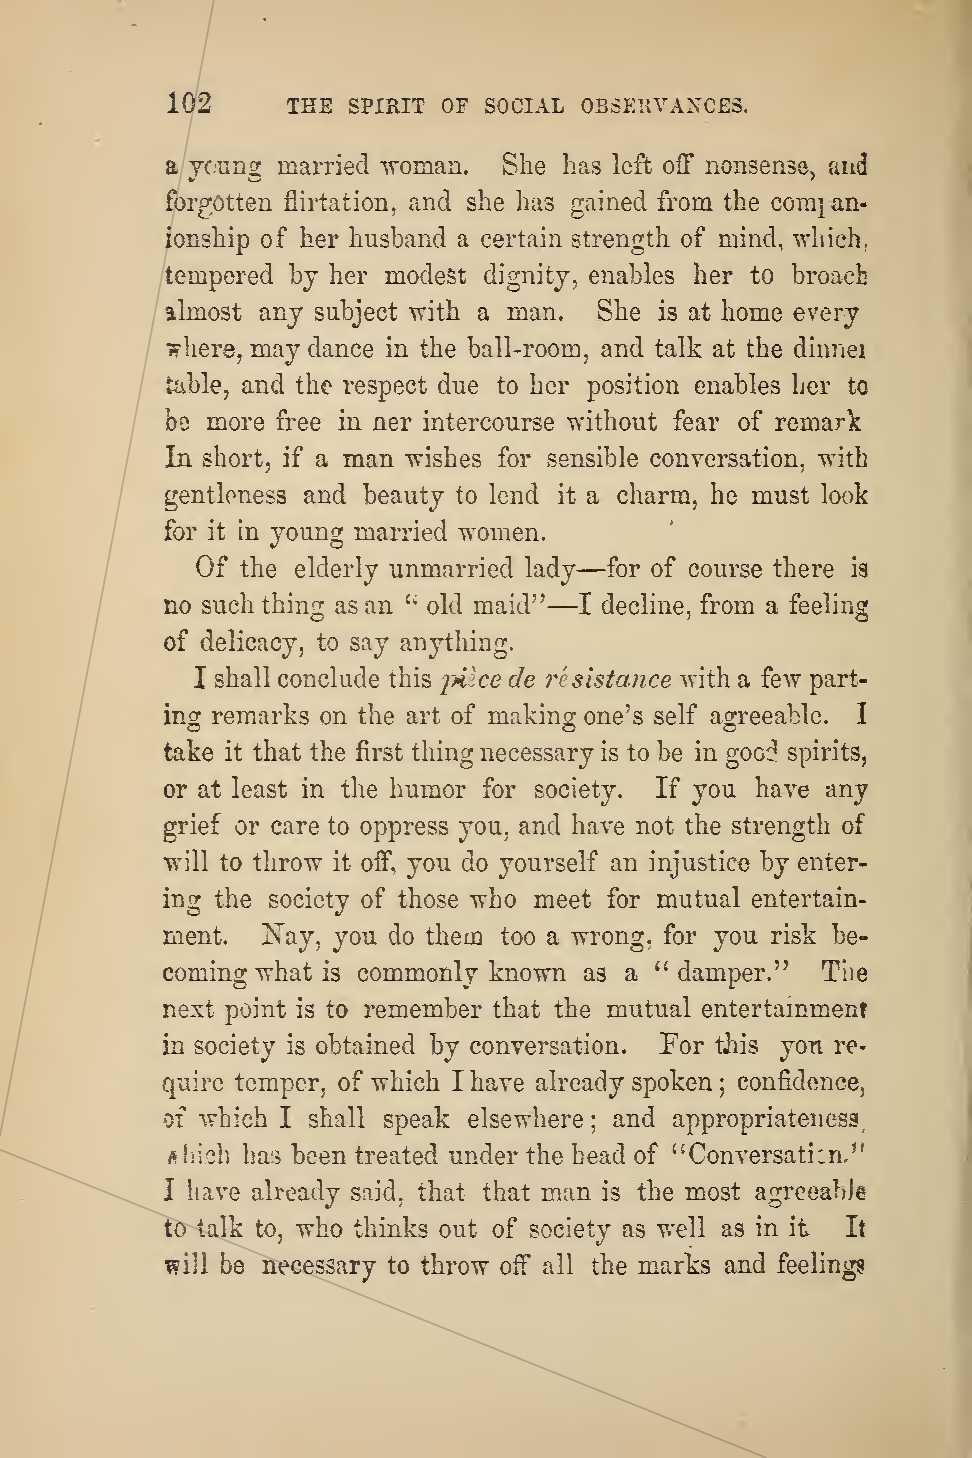 102 THE SPIRIT OF SOCIAL OBSERVANCES.
a young married woman. She has left off nonsense, and
forgotten flirtation, and she has gained from the compan-
ionship of her husband a certain strength of mind, which,
tempered by her modest dignity, enables her to broach
almost any subject with a man. She is at home every
where, may dance in the ball-room, and talk at the dinner
table, and the respect due to her position enables her to
be more free in her intercourse without fear of remark
In short, if a man wishes for sensible conversation, with
gentleness and beauty to lend it a charm, he must look
for it in young married women.
Of the elderly unmarried lady—for of course there is
no such thing as an “ old maid”—I decline, from a feeling
of delicacy, to say anything.
I shall conclude this pièce de résistance with a few part-
ing remarks on the art of making one’s self agreeable. I
take it that the first thing necessary is to be in good spirits,
or at least in the humor for society. If you have any
grief or care to oppress you, and have not the strength of
will to throw it off, you do yourself an injustice by enter-
ing the society of those who meet for mutual entertain-
ment. Nay, you do them too a wrong, for you risk be-
coming what is commonly known as a “ damper.” The
next point is to remember that the mutual entertainment
in society is obtained by conversation. For this you re-
quire temper, of which I have already spoken ; confidence,
of which I shall speak elsewhere ; and appropriateness,
which has been treated under the head of “Conversation.”
I have already said, that that man is the most agreeable
to talk to, who thinks out of society as well as in it It
will be necessary to throw off all the marks and feelings